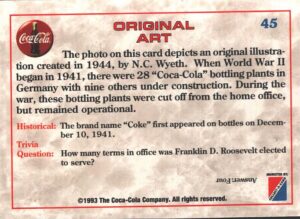 Coca-Cola
ORIGINAL
ART
45
The photo on this card depicts an original illustra-
tion created in 1944, by N.C. Wyeth. When World War II
began in 1941, there were 28 "Coca-Cola" bottling plants in
Germany with nine others under construction. During the
war, these bottling plants were cut off from the home office,
but remained operational.
Historical: The brand name "Coke" first appeared on bottles on Decem-
ber 10, 1941.
Trivia
Question: How many terms in office was Franklin D. Roosevelt elected
to serve?
Answer: Four
©1993 The Coca-Cola Company. All rights reserved.